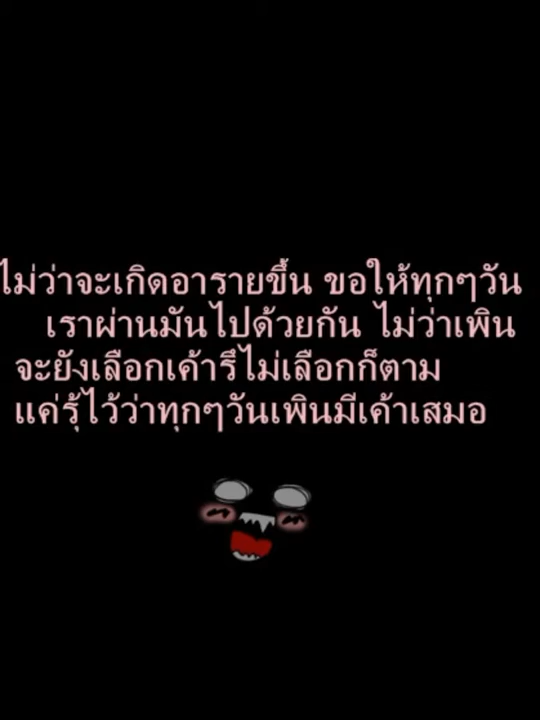 ไม่ว่าจะเกิดอารายขึ้น ขอให้ทุกๆวัน
เราผ่านมันไปด้วยกัน ไม่ว่าเพิน
จะยังเลือกเค้ารึไม่เลือกก็ตาม
แค่รุ้ไว้ว่าทุกๆวันเพินมีเค้าเสมอ